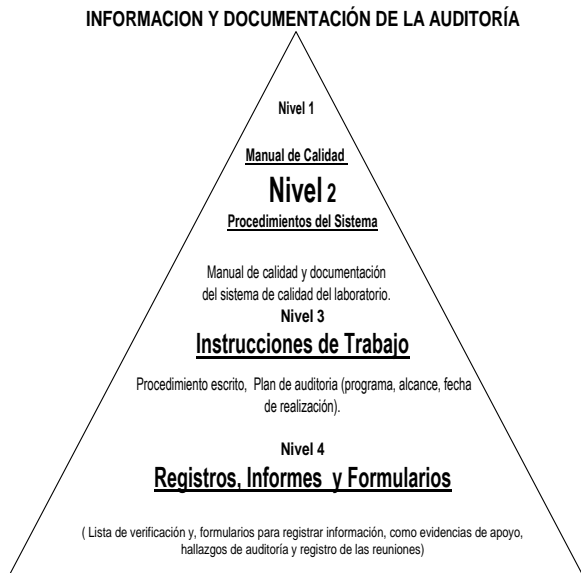 INFORMACION Y DOCUMENTACIÓN DE LA AUDITORÍA
Nivel 1
Manual de Calidad
Nivel 2
Procedimientos del Sistema
Manual de calidad y documentación
del sistema de calidad del laboratorio.
Nivel 3
Instrucciones de Trabajo
Procedimiento escrito, Plan de auditoria (programa, alcance, fecha
de realización).
Nivel 4
Registros, Informes y Formularios
( Lista de verificación y, formularios para registrar información, como evidencias de apoyo,
hallazgos de auditoría y registro de las reuniones)